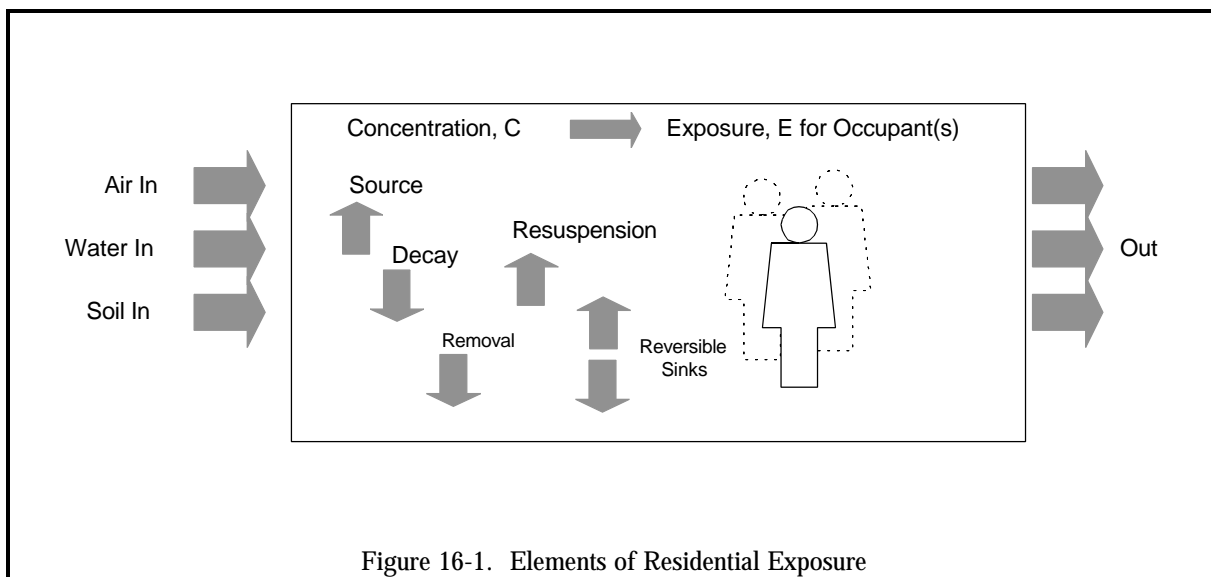 Concentration, C
Exposure, E for Occupant(s)
Air In
Source
Water In
Resuspension
Decay
Out
Soil In
Removal
Reversible
Sinks
Figure 16-1. Elements of Residential Exposure